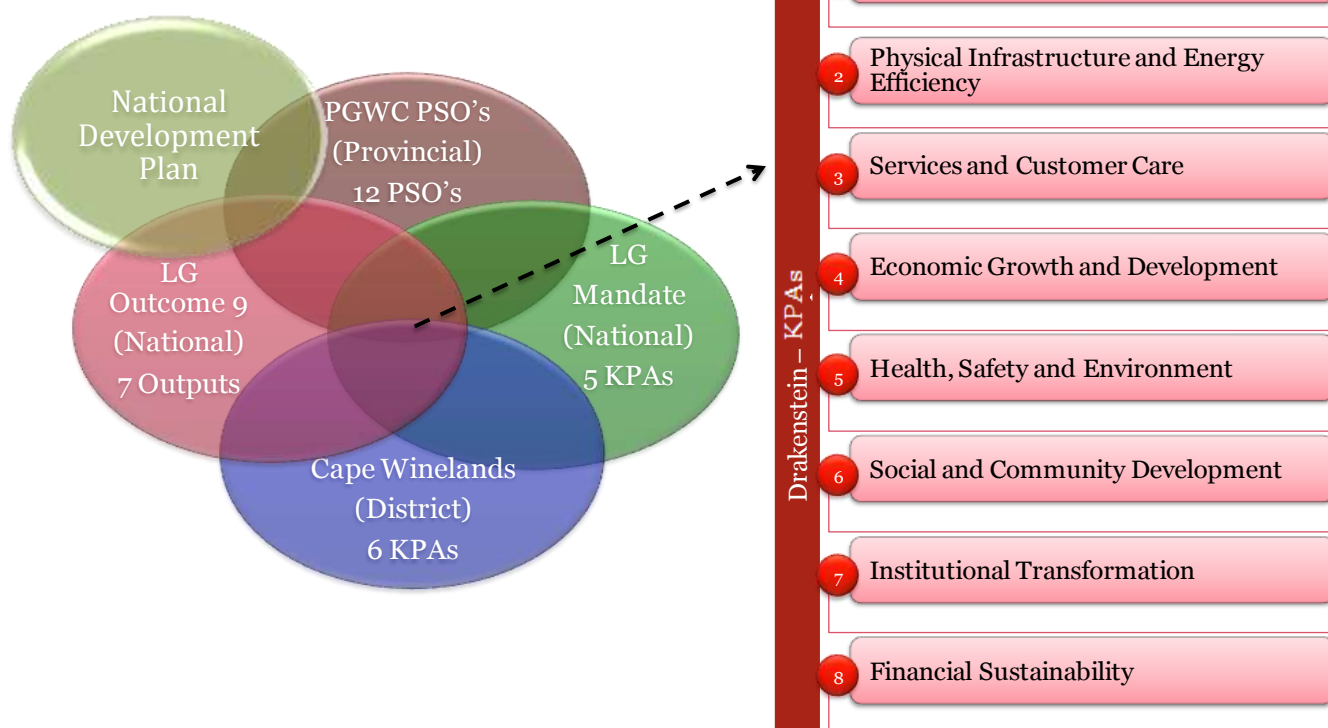 National
Development
Plan
PGWC PSO’s
(Provincial)
12 PSO’s
LG
Outcome 9
(National)
7 Outputs
LG
Mandate
(National)
5 KPAs
Cape Winelands
(District)
6 KPAs
Drakenstein – KPAs
2
Physical Infrastructure and Energy
Efficiency
3
Services and Customer Care
4
Economic Growth and Development
5
Health, Safety and Environment
6
Social and Community Development
7
Institutional Transformation
8
Financial Sustainability